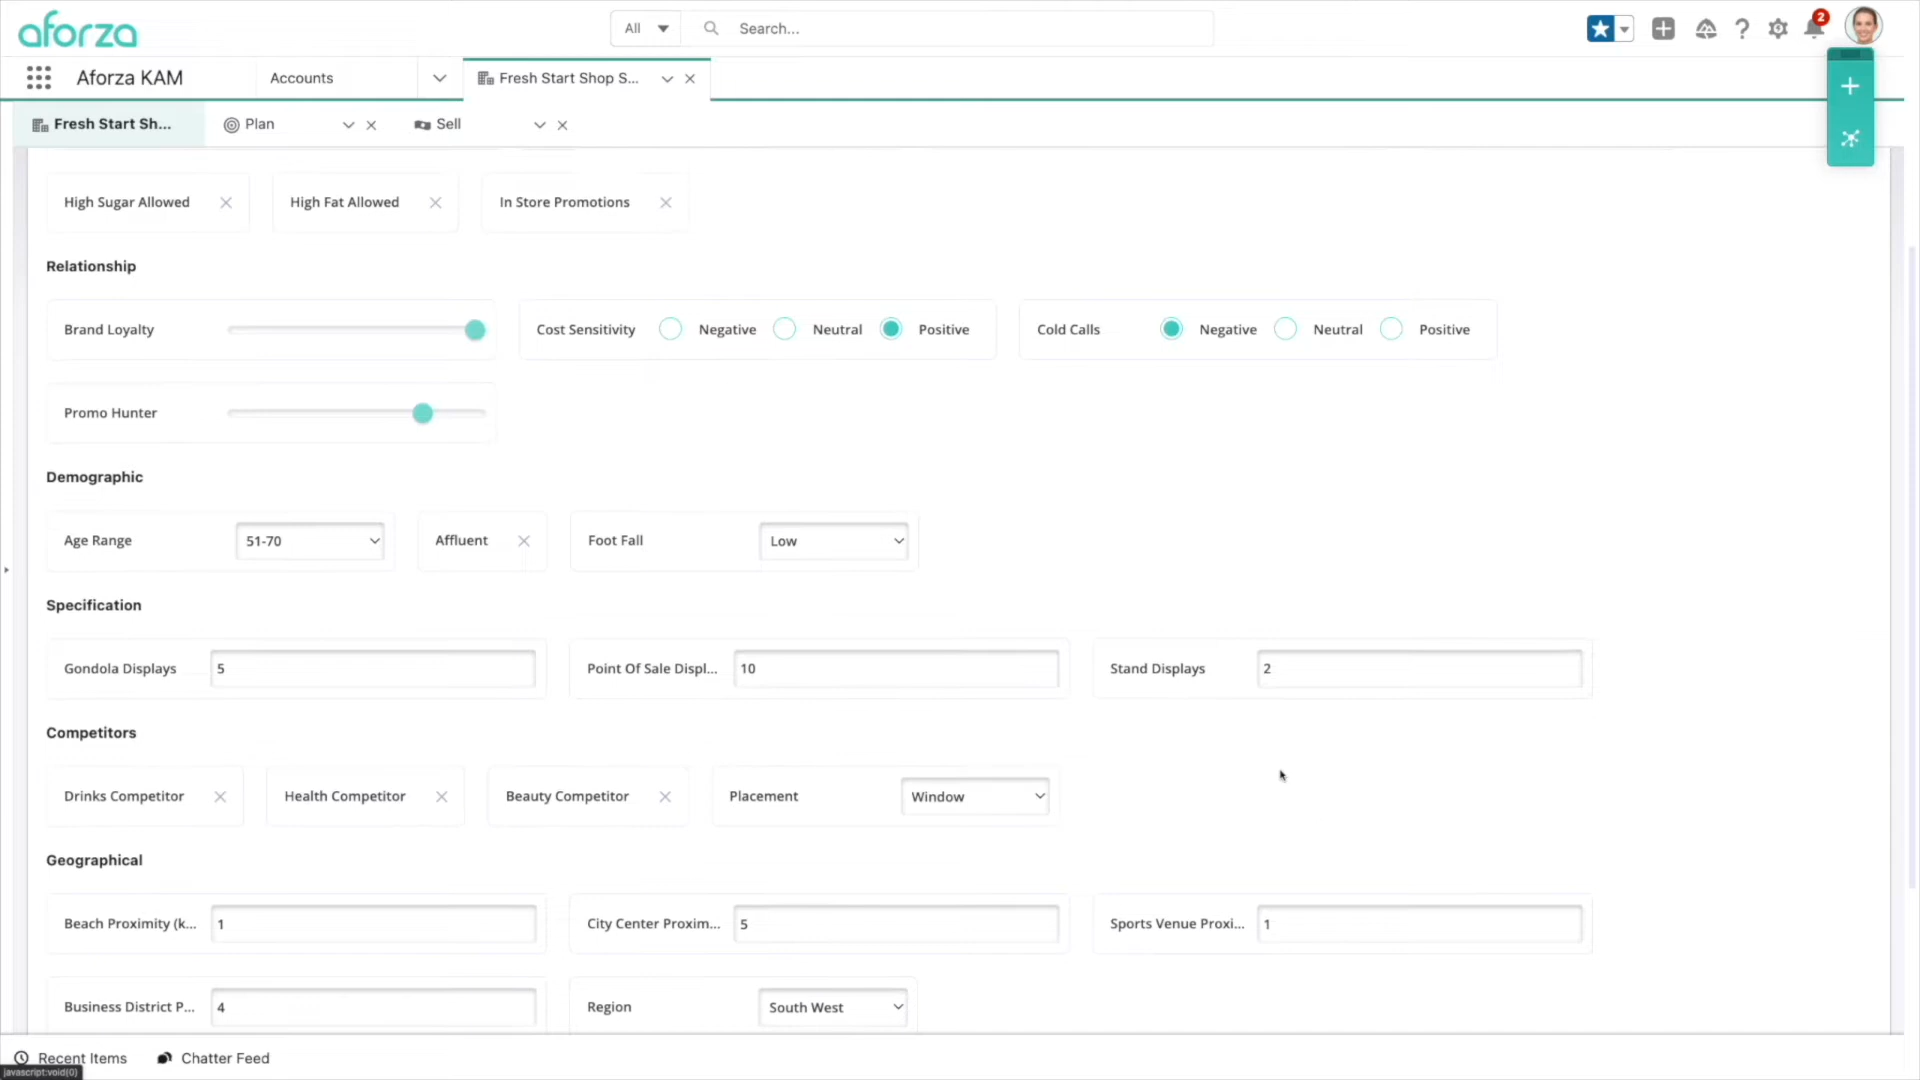 aforza
All
Search...
2
Aforza KAM
Accounts
Fresh Start Shop S...
Fresh Start Sh...
Plan
Sell
High Sugar Allowed
High Fat Allowed
In Store Promotions
Relationship
Brand Loyalty
Cost Sensitivity
Negative
Neutral
Positive
Cold Calls
Negative
Neutral
Positive
Promo Hunter
Demographic
Age Range
51-70
Affluent
Foot Fall
Low
Specification
Gondola Displays
5
Point Of Sale Displ...
10
Stand Displays
2
Competitors
Drinks Competitor
Health Competitor
Beauty Competitor
Placement
Window
Geographical
Beach Proximity (k...
1
City Center Proxim...
5
Sports Venue Proxi...
1
Business District P...
4
Region
South West
Recent Items
Chatter Feed
javascript:void(0)